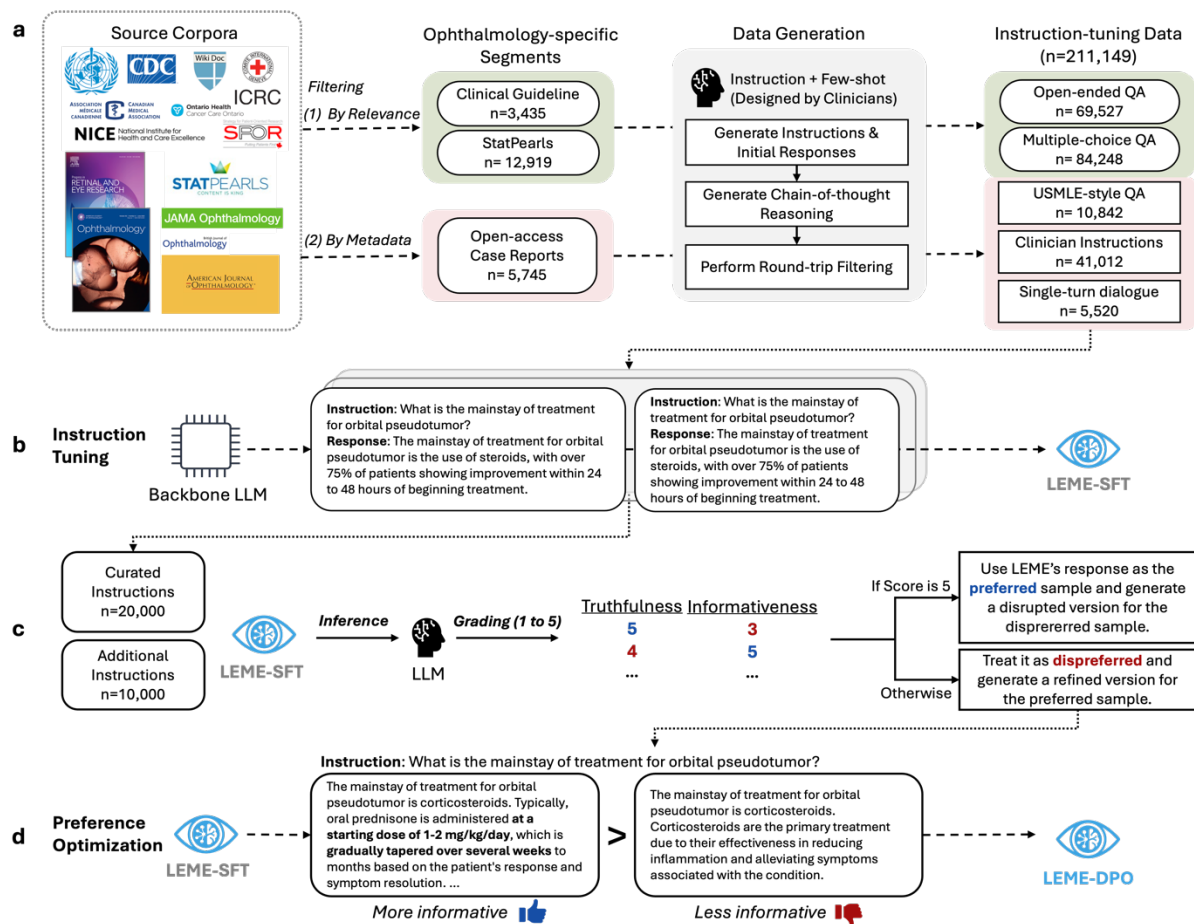 a
Source Corpora
CDC
Wiki Doc
COMITE INTERNATIONAL GENEVE
ICRC
ASSOCIATION MÉDICALE CANADIENNE
CANADIAN MEDICAL ASSOCIATION
Ontario Health
Cancer Care Ontario
NICE National Institute for Health and Care Excellence
SPOR
RETINAL AND EYE RESEARCH
STATPEARLS
CONTENT IS KING
JAMA Ophthalmology
Ophthalmology
Ophthalmology
AMERICAN JOURNAL
OF OPHTHALMOLOGY
Filtering
(1) By Relevance
(2) By Metadata
Ophthalmology-specific
Segments
Clinical Guideline
n=3,435
StatPearls
n= 12,919
Open-access
Case Reports
n= 5,745
Data Generation
Instruction + Few-shot
(Designed by Clinicians)
Generate Instructions &
Initial Responses
Generate Chain-of-thought
Reasoning
Perform Round-trip Filtering
Instruction-tuning Data
(n=211,149)
Open-ended QA
n= 69,527
Multiple-choice QA
n= 84,248
USMLE-style QA
n= 10,842
Clinician Instructions
n= 41,012
Single-turn dialogue
n= 5,520
b
Instruction
Tuning
Backbone LLM
Instruction: What is the mainstay of treatment
for orbital pseudotumor?
Response: The mainstay of treatment for orbital
pseudotumor is the use of steroids, with over
75% of patients showing improvement within 24
to 48 hours of beginning treatment.
Instruction: What is the mainstay of
treatment for orbital pseudotumor?
Response: The mainstay of treatment
for orbital pseudotumor is the use of
steroids, with over 75% of patients
showing improvement within 24 to 48
hours of beginning treatment.
LEME-SFT
c
Curated
Instructions
n=20,000
Additional
Instructions
n=10,000
LEME-SFT
Inference
LLM
Grading (1 to 5)
Truthfulness Informativeness
5 3
4 5
... ...
If Score is 5
Otherwise
Use LEME's response as the
preferred sample and generate
a disrupted version for the
disprererred sample.
Treat it as dispreferred and
generate a refined version for
the preferred sample.
d
Preference
Optimization
LEME-SFT
Instruction: What is the mainstay of treatment for orbital pseudotumor?
The mainstay of treatment for orbital
pseudotumor is corticosteroids. Typically,
oral prednisone is administered at a
starting dose of 1-2 mg/kg/day, which is
gradually tapered over several weeks to
months based on the patient's response and
symptom resolution. ...
>
The mainstay of treatment for orbital
pseudotumor is corticosteroids.
Corticosteroids are the primary treatment
due to their effectiveness in reducing
inflammation and alleviating symptoms
associated with the condition.
More informative
Less informative
LEME-DPO